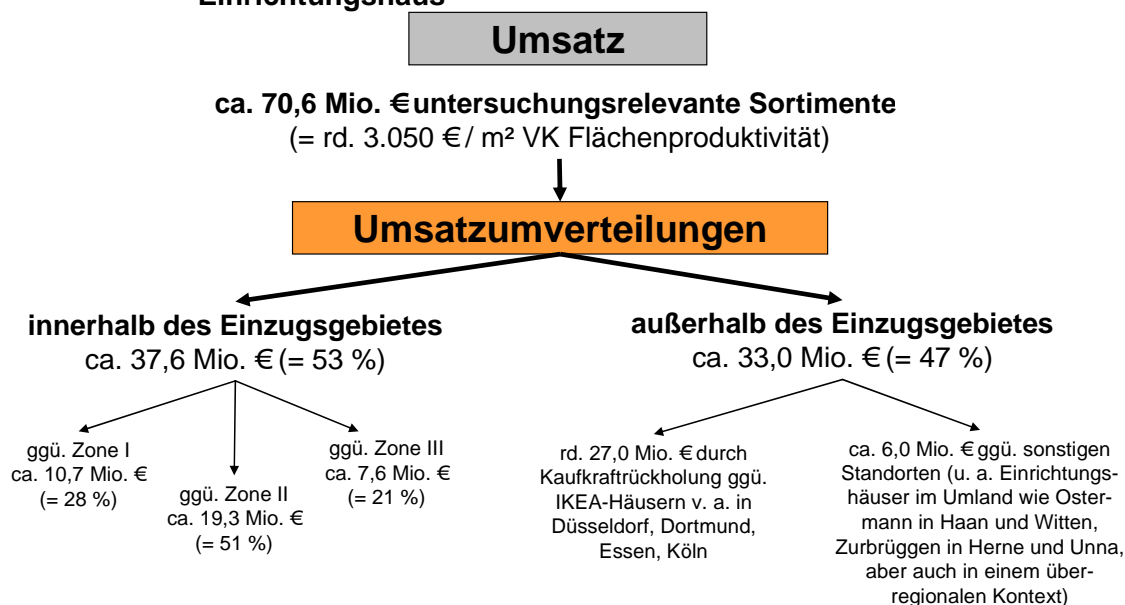 Einrichtungshaus
Umsatz
ca. 70,6 Mio. € untersuchungsrelevante Sortimente
(= rd. 3.050 € / m² VK Flächenproduktivität)
Umsatzumverteilungen
innerhalb des Einzugsgebietes
ca. 37,6 Mio. € (= 53 %)
außerhalb des Einzugsgebietes
ca. 33,0 Mio. € (= 47 %)
ggü. Zone I
ca. 10,7 Mio. €
(= 28 %)
ggü. Zone II
ca. 19,3 Mio. €
(= 51 %)
ggü. Zone III
ca. 7,6 Mio. €
(= 21 %)
rd. 27,0 Mio. € durch
Kaufkraftrückholung ggü.
IKEA-Häusern v. a. in
Düsseldorf, Dortmund,
Essen, Köln
ca. 6,0 Mio. € ggü. sonstigen
Standorten (u. a. Einrichtungs-
häuser im Umland wie Oster-
mann in Haan und Witten,
Zurbrüggen in Herne und Unna,
aber auch in einem über-
regionalen Kontext)